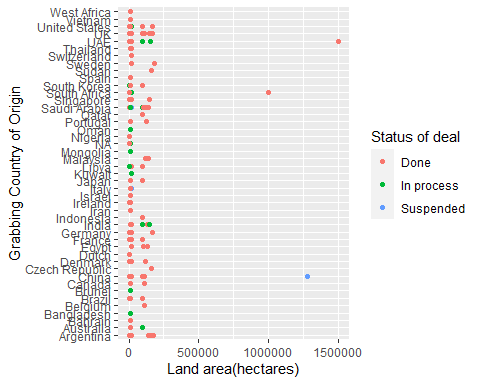 West Africa
Vietnam
United States
UK
UAE
Thailand
Switzerland
Sweden
Sudan
Spain
South Korea
South Africa
Singapore
Saudi Arabia
Qatar
Portugal
Oman
Nigeria
NA
Mongolia
Malaysia
Libya
Kuwait
Japan
Italy
Israel
Ireland
Iran
Indonesia
India
Germany
France
Egypt
Dutch
Denmark
Czech Republic
China
Canada
Brunei
Brazil
Belgium
Bangladesh
Bahrain
Australia
Argentina
Grabbing Country of Origin
0 500000 1000000 1500000
Land area(hectares)
Status of deal
Done
In process
Suspended